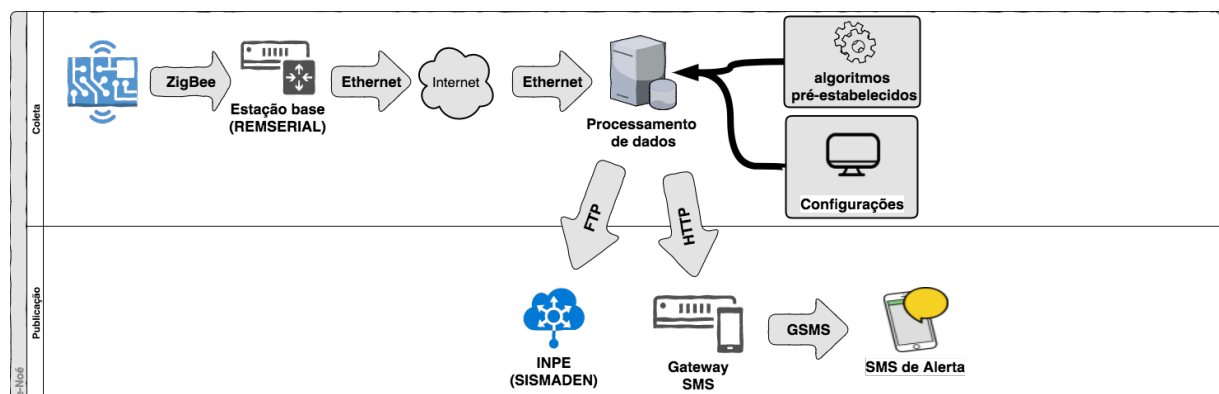 Coleta
ZigBee
Estação base
(REMSERIAL)
Ethernet
Internet
Ethernet
Processamento
de dados
algoritmos
pré-estabelecidos
Configurações
FTP
HTTP
Publicação
INPE
(SISMADEN)
Gateway
SMS
GSMS
SMS de Alerta
-Noé